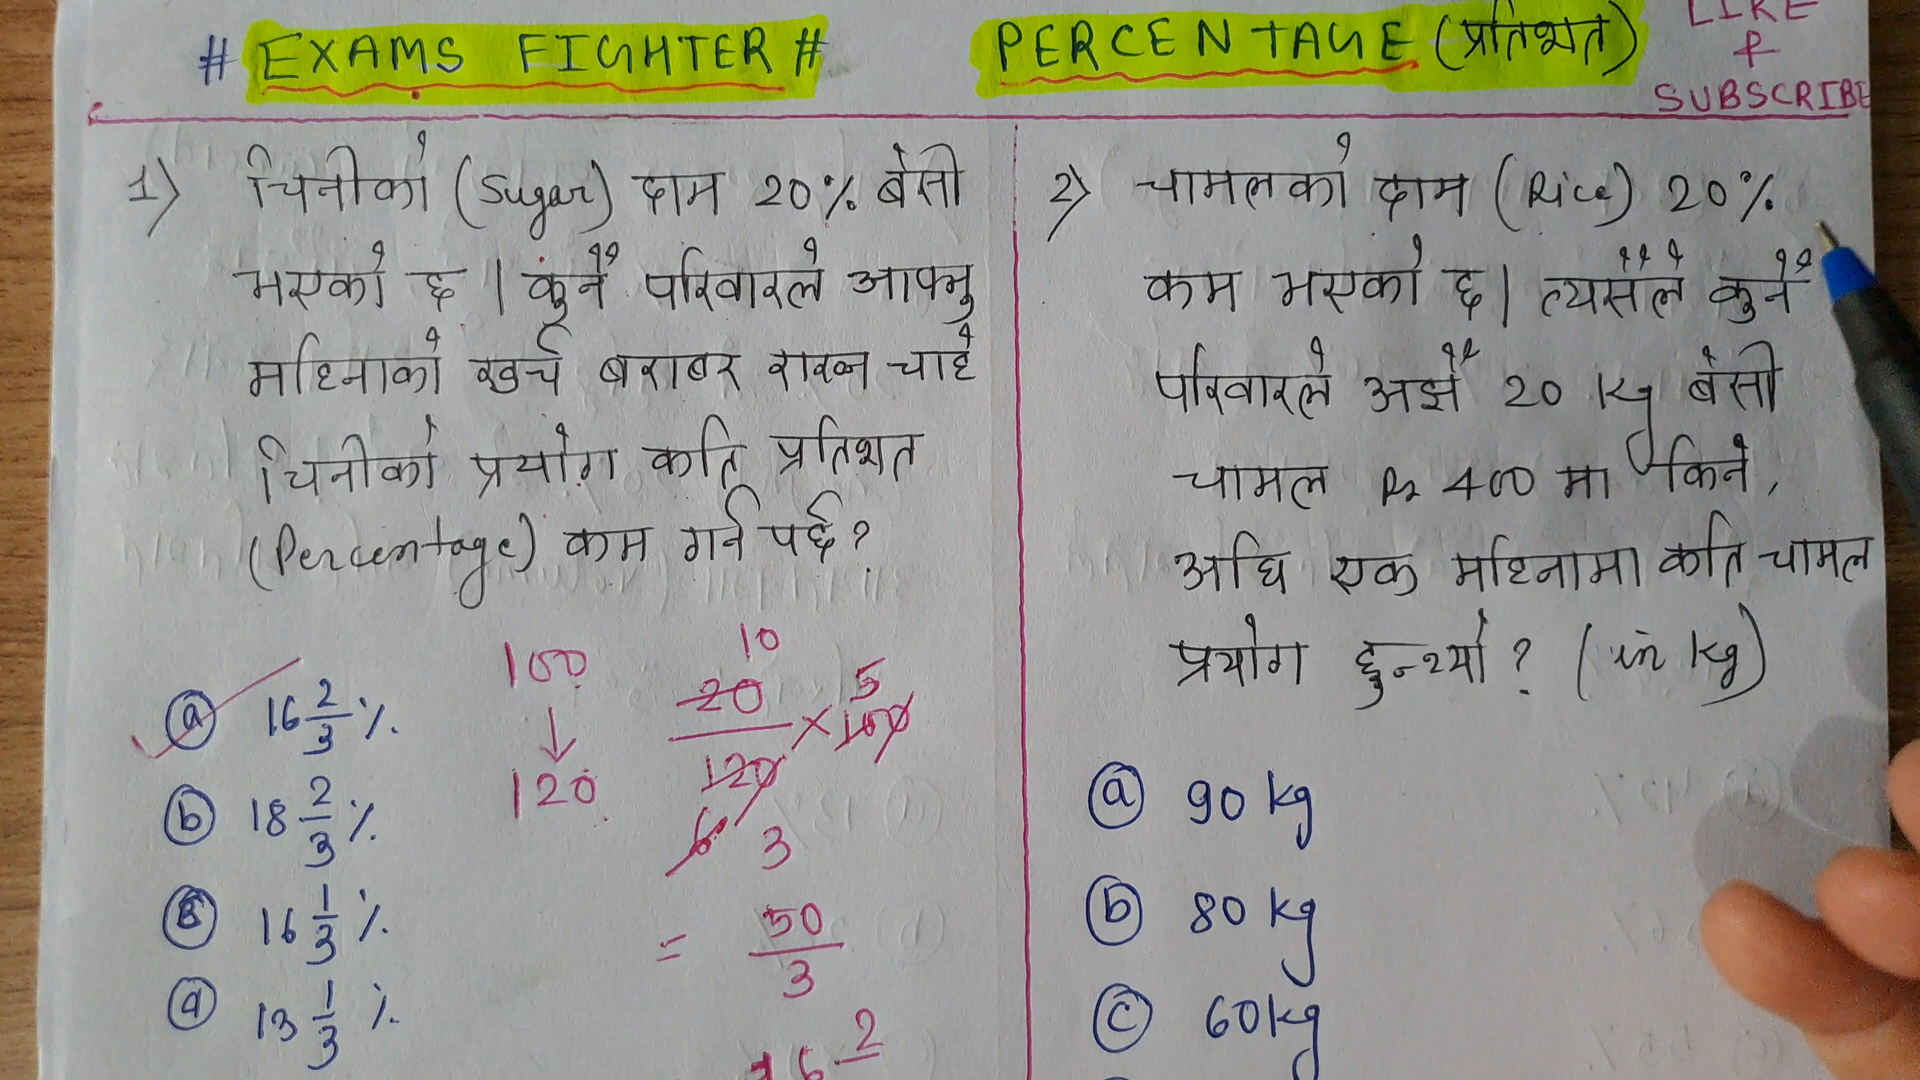 # EXAMS FIGHTER #
PERCENTAGE (प्रतिशत)
LIKE
&
SUBSCRIBE
1) चिनीको (Sugar) दाम 20% बेसी
भएको छ । कुनै परिवारले आफ्नु
महिनाको खर्च बराबर राख्न चाहे
चिनीको प्रयोग कति प्रतिशत
(Percentage) कम गर्न पर्छ ?
ⓐ 16 2/3 %.
ⓑ 18 2/3 %.
16 1/3 %.
ⓓ 13 1/3 %.
100
↓
120
10
20/120 × 100
5
6 3
= 50/3
16 2
2) चामलको दाम (Rice) 20%
कम भएको छ। त्यसैले कुनै
परिवारले अझै 20 kg बेसी
चामल Rs 400 मा किने,
अघि एक महिनामा कति चामल
प्रयोग हुन्थ्यो ? (in kg)
ⓐ 90 kg
ⓑ 80 kg
ⓒ 60 kg